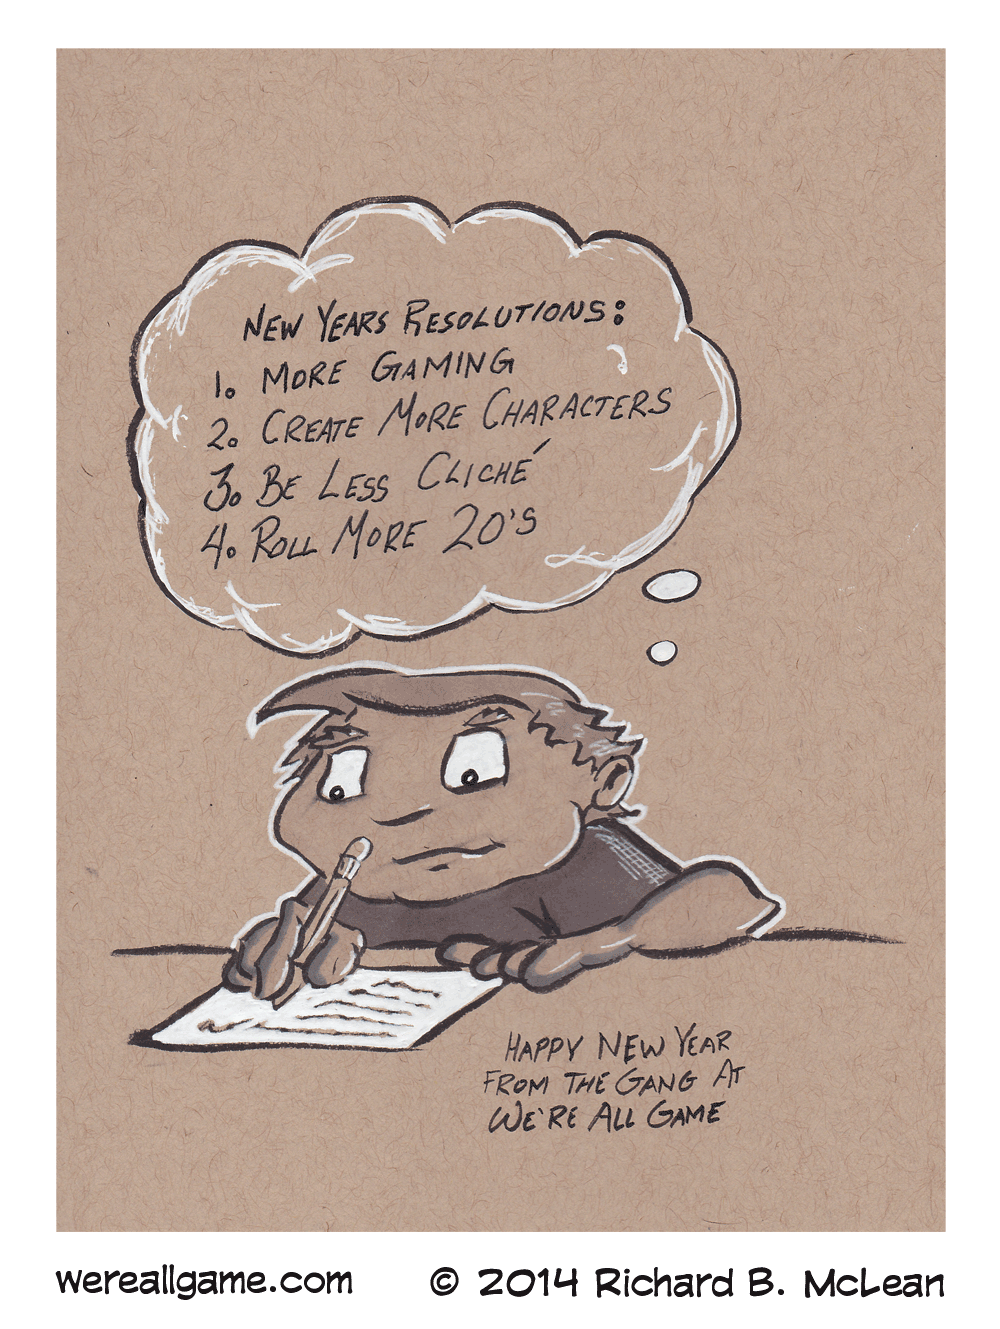 New Years Resolutions:
1. More Gaming
2. Create More Characters
3. Be Less Cliché
4. Roll More 20's
Happy New Year
From The Gang At
We're All Game
wereallgame.com © 2014 Richard B. McLean